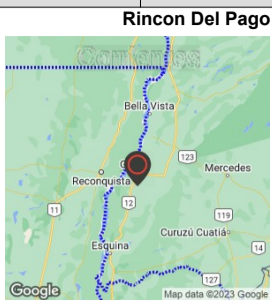 Rincon Del Pago
Corrientes
Bella Vista
G
123
Mercedes
Reconquista
12
11
119
Curuzú Cuatiá
14
Esquina
127
Google
Map data ©2023 Google